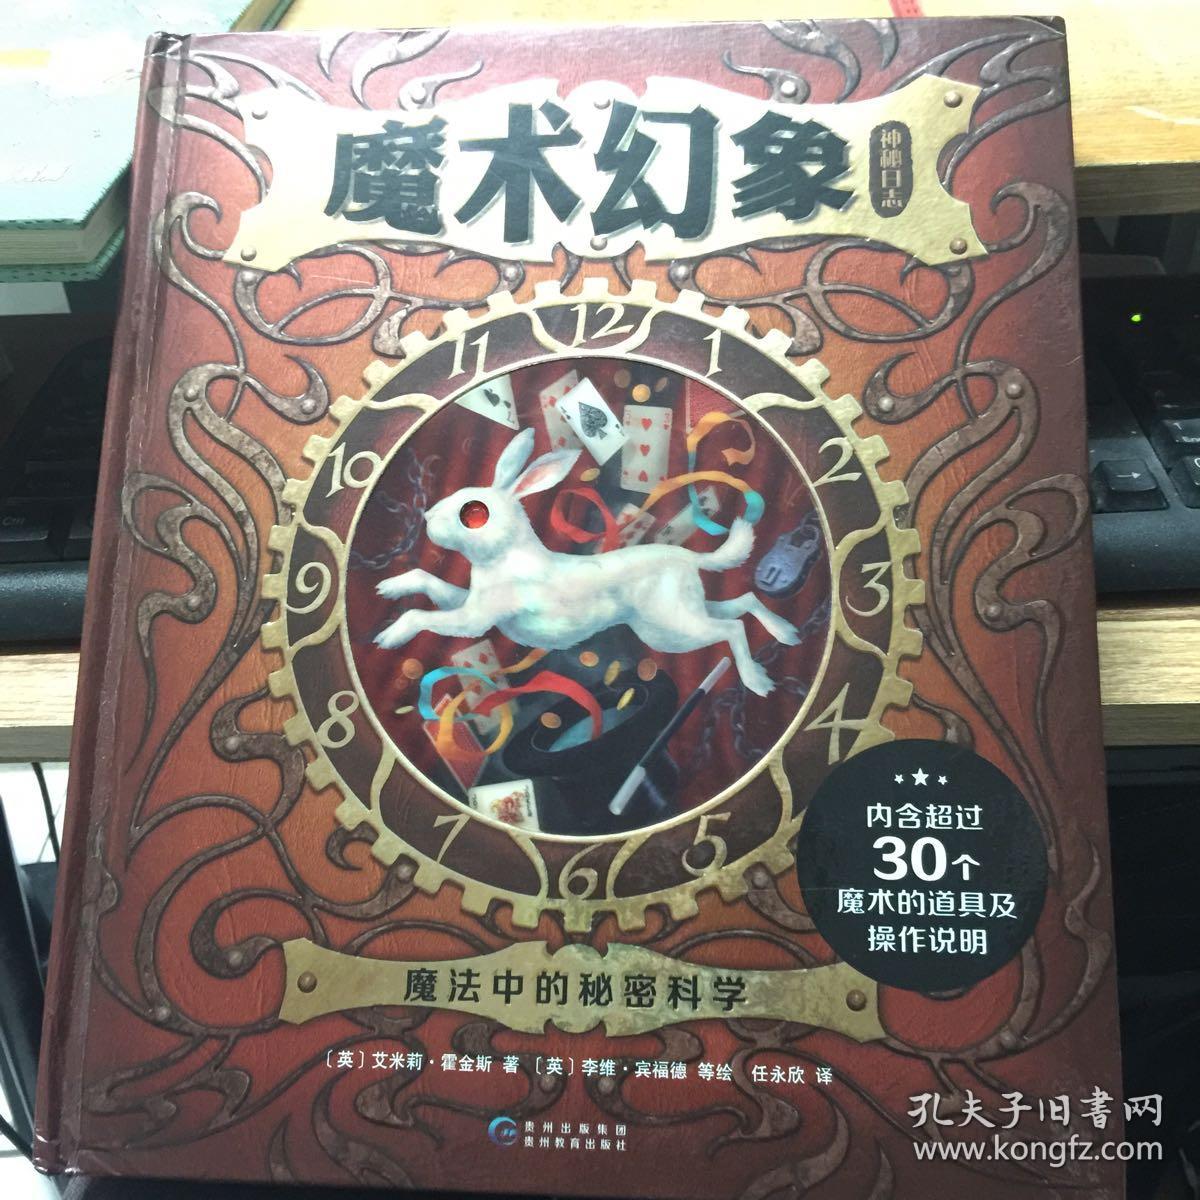 魔术幻象
神秘日志
12
1
2
3
4
5
6
7
8
9
10
11
内含超过
30个
魔术的道具及
操作说明
魔法中的秘密科学
〔英〕艾米莉·霍金斯 著 〔英〕李维·宾福德 等绘 任永欣 译
贵州出版集团
贵州教育出版社
孔夫子旧书网
www.kongfz.com